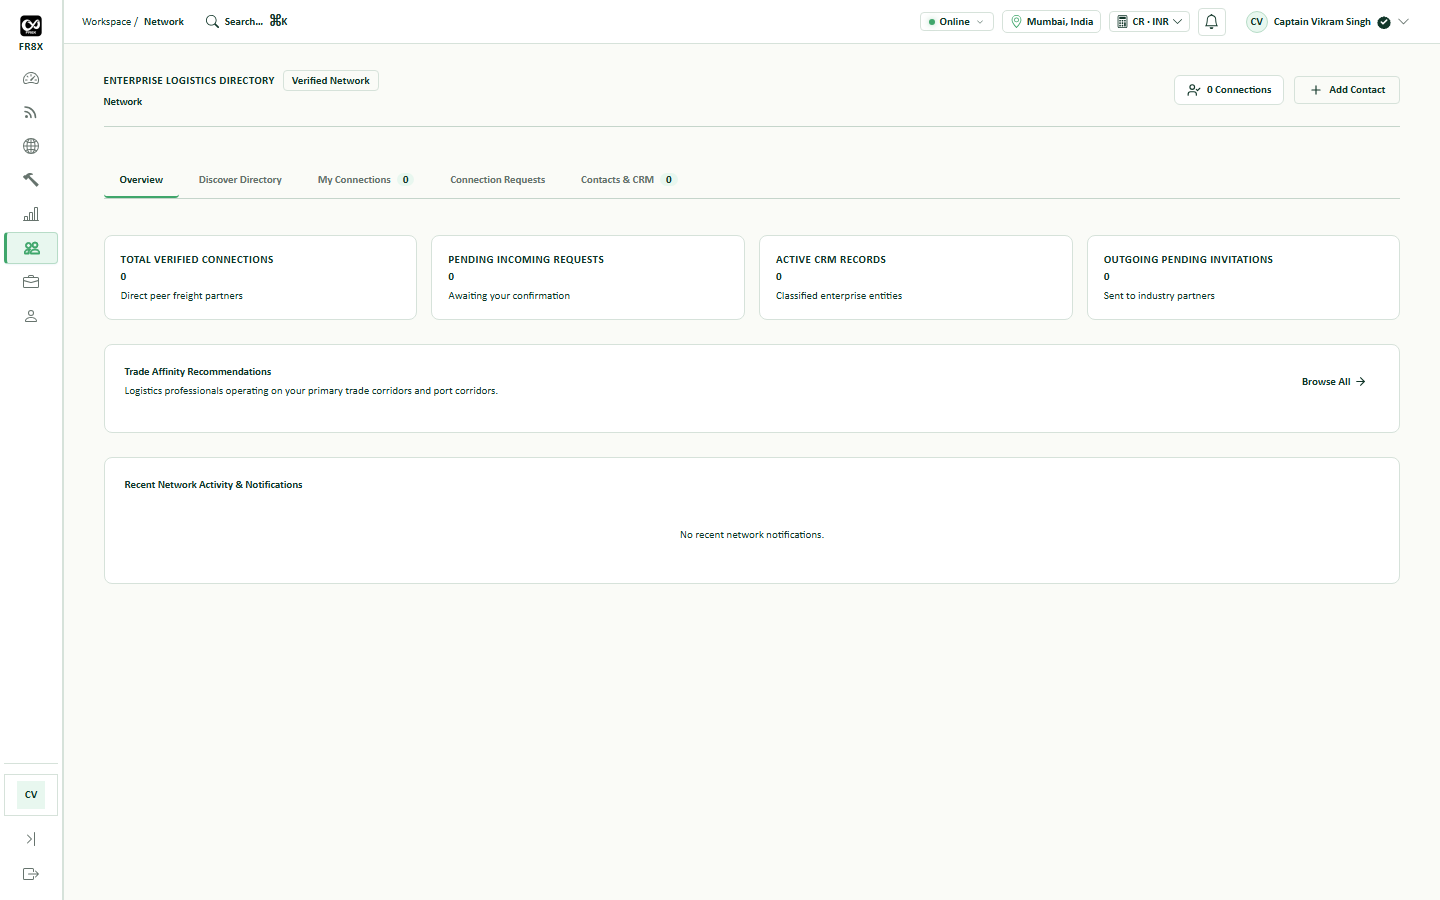 FR8X
FR8X
Workspace / Network
Search... ⌘K
Online
Mumbai, India
CR · INR
CV
Captain Vikram Singh
ENTERPRISE LOGISTICS DIRECTORY
Verified Network
Network
0 Connections
Add Contact
Overview
Discover Directory
My Connections 0
Connection Requests
Contacts & CRM 0
TOTAL VERIFIED CONNECTIONS
0
Direct peer freight partners
PENDING INCOMING REQUESTS
0
Awaiting your confirmation
ACTIVE CRM RECORDS
0
Classified enterprise entities
OUTGOING PENDING INVITATIONS
0
Sent to industry partners
Trade Affinity Recommendations
Logistics professionals operating on your primary trade corridors and port corridors.
Browse All
Recent Network Activity & Notifications
No recent network notifications.
CV